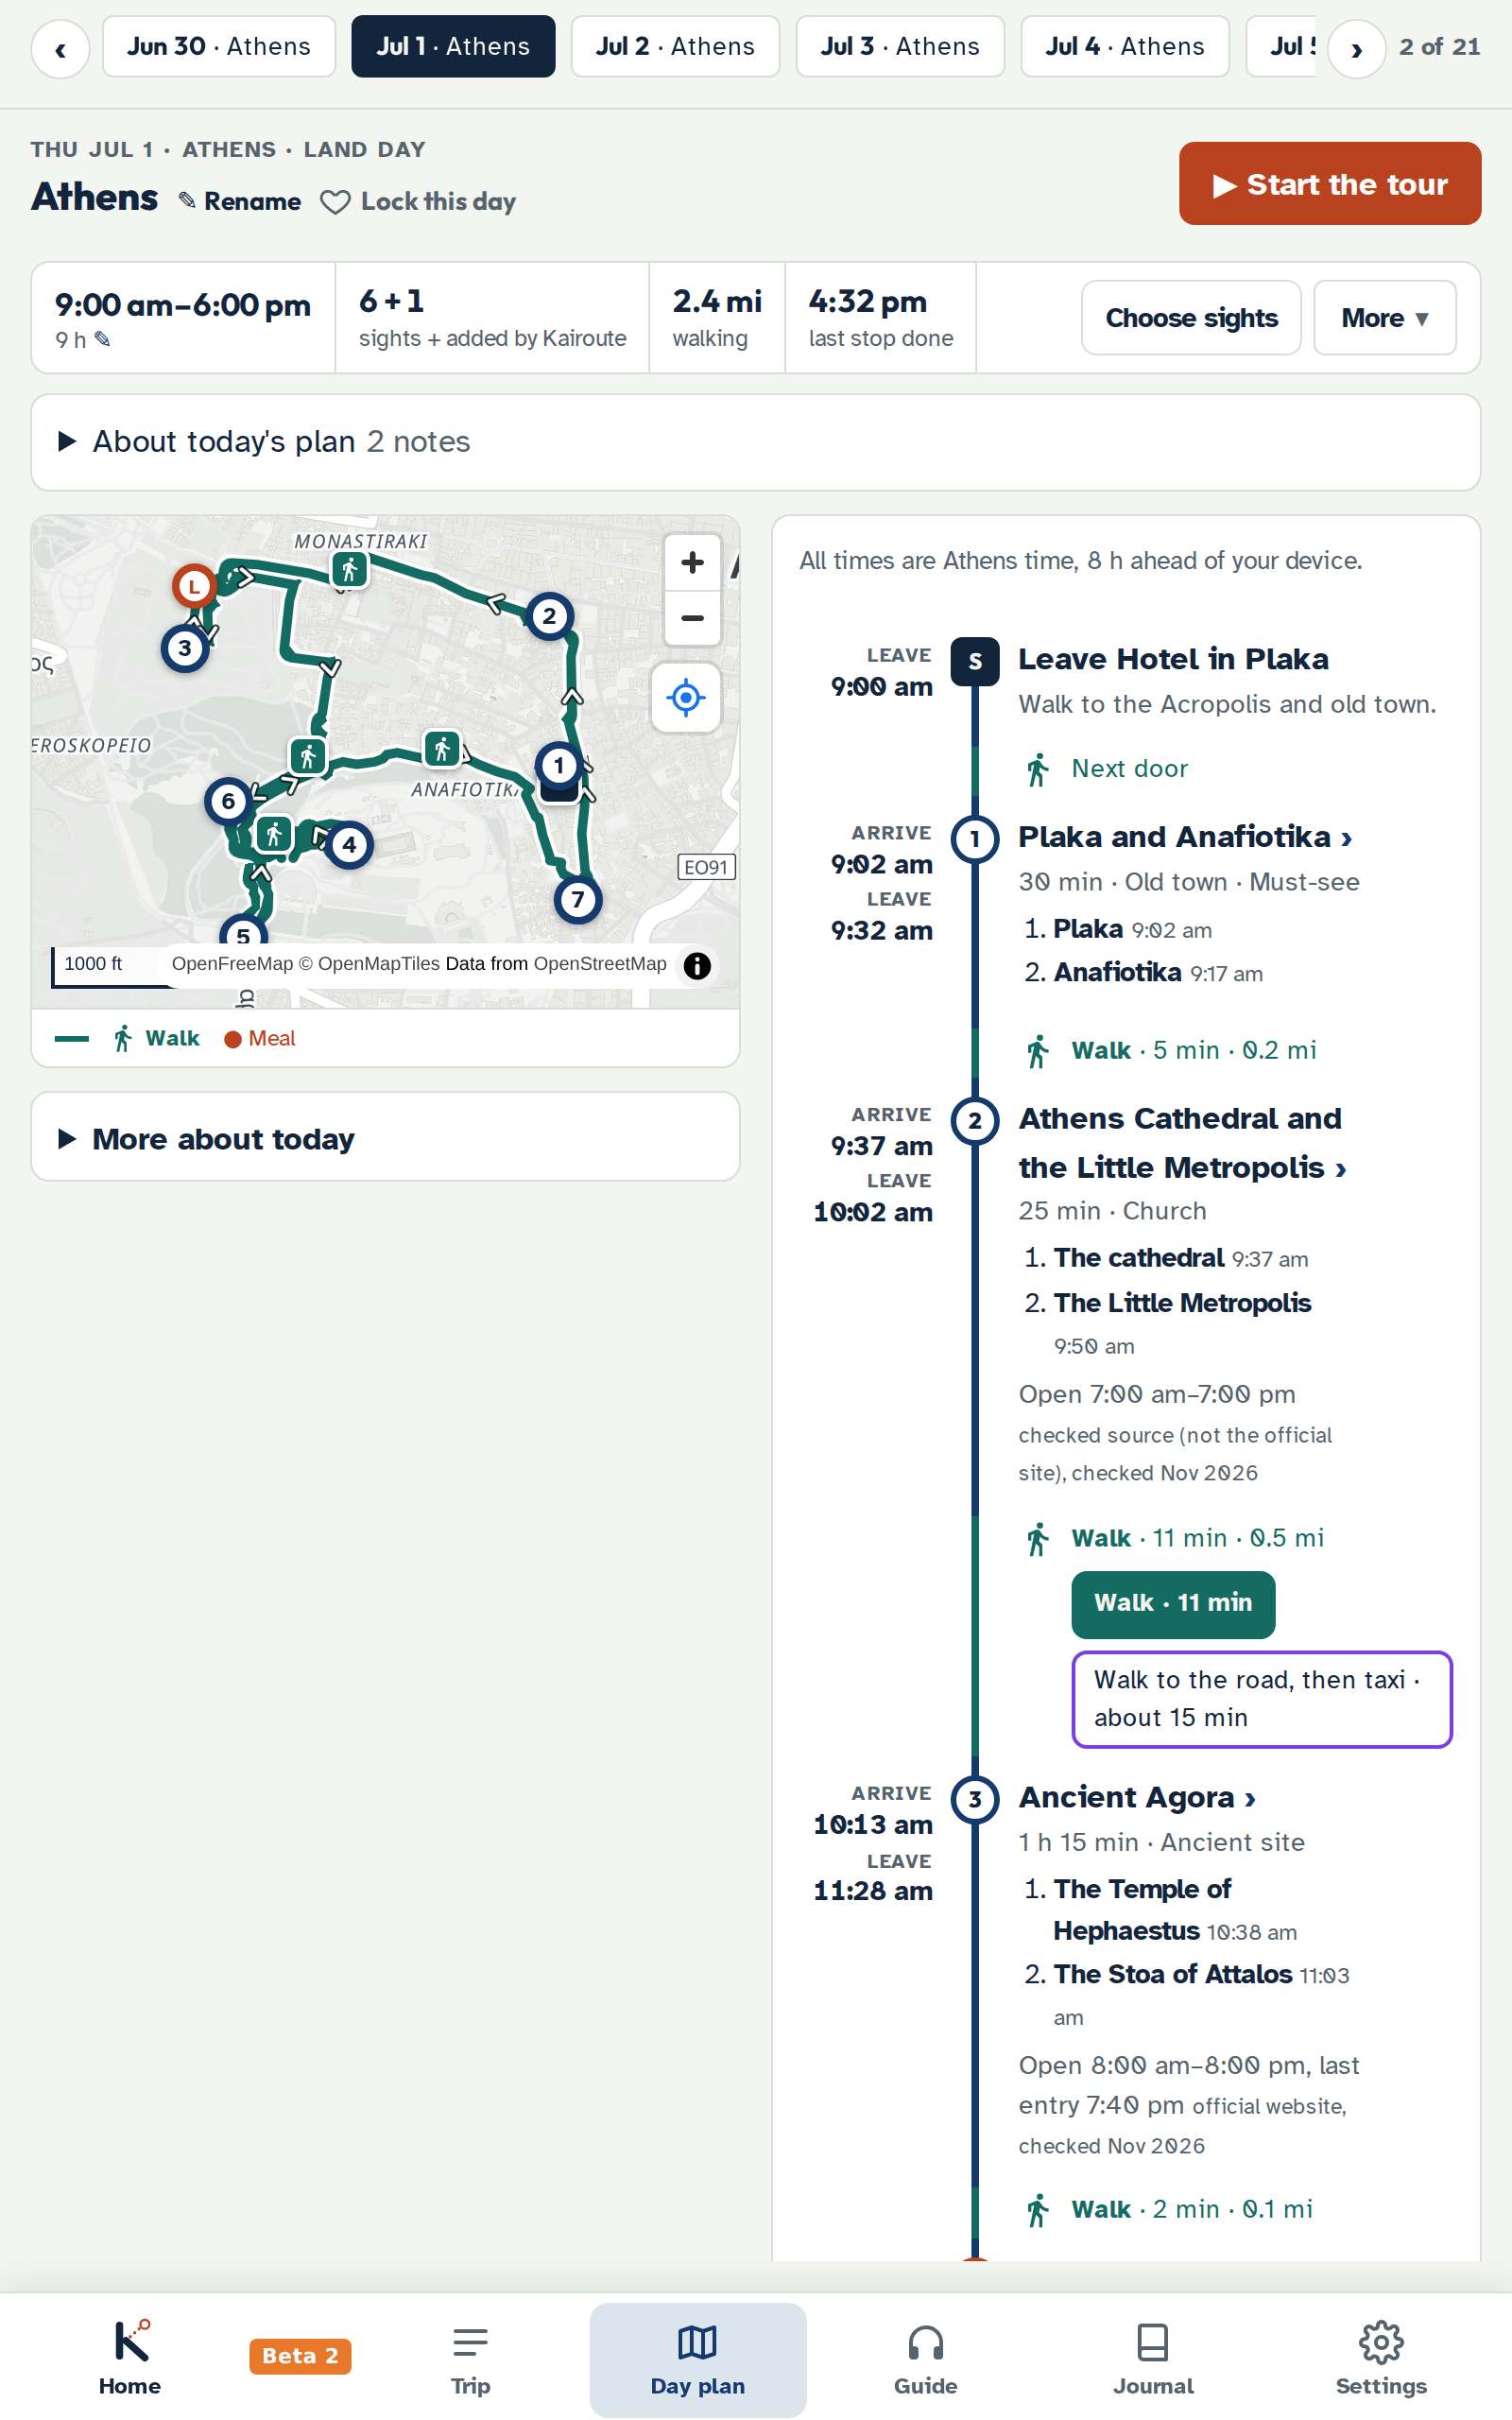 ‹
Jun 30 · Athens
Jul 1 · Athens
Jul 2 · Athens
Jul 3 · Athens
Jul 4 · Athens
Jul
›
2 of 21
THU JUL 1 · ATHENS · LAND DAY
Athens ✎ Rename Lock this day
▶ Start the tour
9:00 am–6:00 pm
9 h ✎
6 + 1
sights + added by Kairoute
2.4 mi
walking
4:32 pm
last stop done
Choose sights
More ▾
▶ About today's plan 2 notes
MONASTIRAKI
L
2
3
EROSKOPEIO
ANAFIOTIK
1
6
4
EO91
7
5
+
−
1000 ft
OpenFreeMap © OpenMapTiles Data from OpenStreetMap
Walk
Meal
▶ More about today
All times are Athens time, 8 h ahead of your device.
LEAVE
9:00 am
S
Leave Hotel in Plaka
Walk to the Acropolis and old town.
Next door
ARRIVE
9:02 am
LEAVE
9:32 am
1
Plaka and Anafiotika ›
30 min · Old town · Must-see
1. Plaka 9:02 am
2. Anafiotika 9:17 am
Walk · 5 min · 0.2 mi
ARRIVE
9:37 am
LEAVE
10:02 am
2
Athens Cathedral and
the Little Metropolis ›
25 min · Church
1. The cathedral 9:37 am
2. The Little Metropolis
9:50 am
Open 7:00 am–7:00 pm
checked source (not the official
site), checked Nov 2026
Walk · 11 min · 0.5 mi
Walk · 11 min
Walk to the road, then taxi ·
about 15 min
ARRIVE
10:13 am
LEAVE
11:28 am
3
Ancient Agora ›
1 h 15 min · Ancient site
1. The Temple of
Hephaestus 10:38 am
2. The Stoa of Attalos 11:03
am
Open 8:00 am–8:00 pm, last
entry 7:40 pm official website,
checked Nov 2026
Walk · 2 min · 0.1 mi
Home
Beta 2
Trip
Day plan
Guide
Journal
Settings